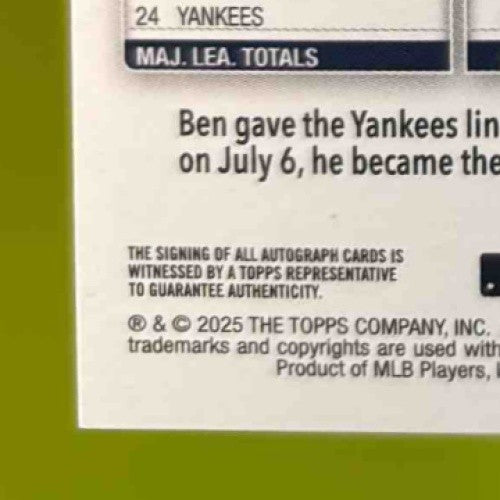 24 YANKEES
MAJ. LEA. TOTALS
Ben gave the Yankees lin
on July 6, he became the
THE SIGNING OF ALL AUTOGRAPH CARDS IS
WITNESSED BY A TOPPS REPRESENTATIVE
TO GUARANTEE AUTHENTICITY.
® & © 2025 THE TOPPS COMPANY, INC.
trademarks and copyrights are used with
Product of MLB Players, I